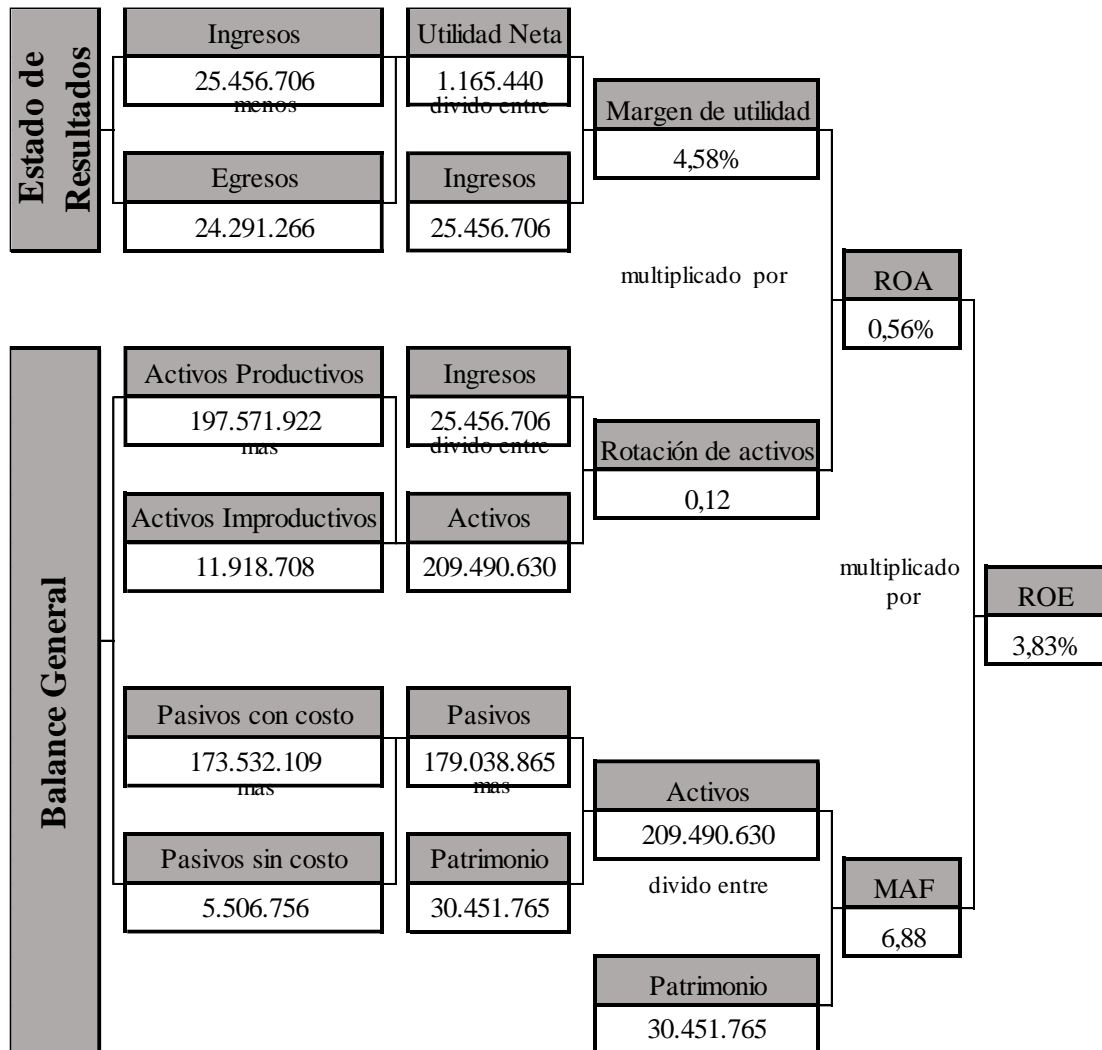 Estado de
Resultados
Ingresos
25.456.706
menos
Egresos
24.291.266
Utilidad Neta
1.165.440
divido entre
Ingresos
25.456.706
Margen de utilidad
4,58%
multiplicado por
ROA
0,56%
Balance General
Activos Productivos
197.571.922
mas
Activos Improductivos
11.918.708
Ingresos
25.456.706
divido entre
Activos
209.490.630
Rotación de activos
0,12
multiplicado
por
ROE
3,83%
Pasivos con costo
173.532.109
mas
Pasivos sin costo
5.506.756
Pasivos
179.038.865
mas
Patrimonio
30.451.765
Activos
209.490.630
divido entre
Patrimonio
30.451.765
MAF
6,88